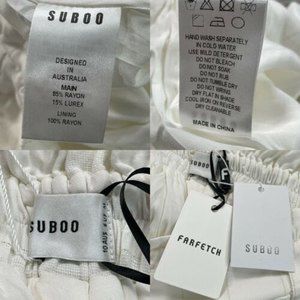 SUBOO
DESIGNED
IN
AUSTRALIA
MAIN
85% RAYON
15% LUREX
LINING
100% RAYON
HAND WASH SEPARATELY
IN COLD WATER
USE MILD DETERGENT
DO NOT BLEACH
DO NOT SOAK
DO NOT RUB
DO NOT TUMBLE DRY
DO NOT WRING
DRY FLAT IN SHADE
COOL IRON ON REVERSE
DRY CLEANABLE
MADE IN CHINA
SUBOO
10 AUS
F
FARFETCH
SUBOO